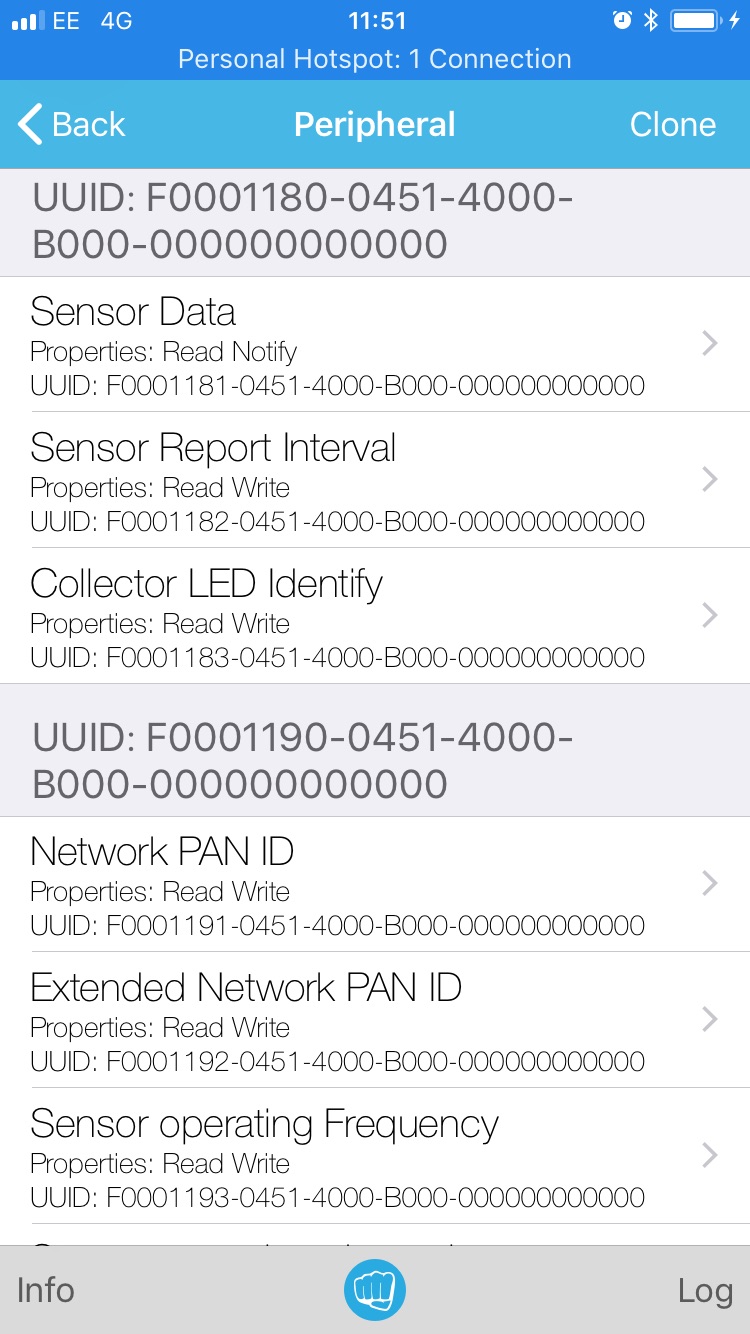 EE 4G 11:51
Personal Hotspot: 1 Connection
Back Peripheral Clone
UUID: F0001180-0451-4000-
B000-000000000000
Sensor Data
Properties: Read Notify
UUID: F0001181-0451-4000-B000-000000000000
Sensor Report Interval
Properties: Read Write
UUID: F0001182-0451-4000-B000-000000000000
Collector LED Identify
Properties: Read Write
UUID: F0001183-0451-4000-B000-000000000000
UUID: F0001190-0451-4000-
B000-000000000000
Network PAN ID
Properties: Read Write
UUID: F0001191-0451-4000-B000-000000000000
Extended Network PAN ID
Properties: Read Write
UUID: F0001192-0451-4000-B000-000000000000
Sensor operating Frequency
Properties: Read Write
UUID: F0001193-0451-4000-B000-000000000000
Info Log